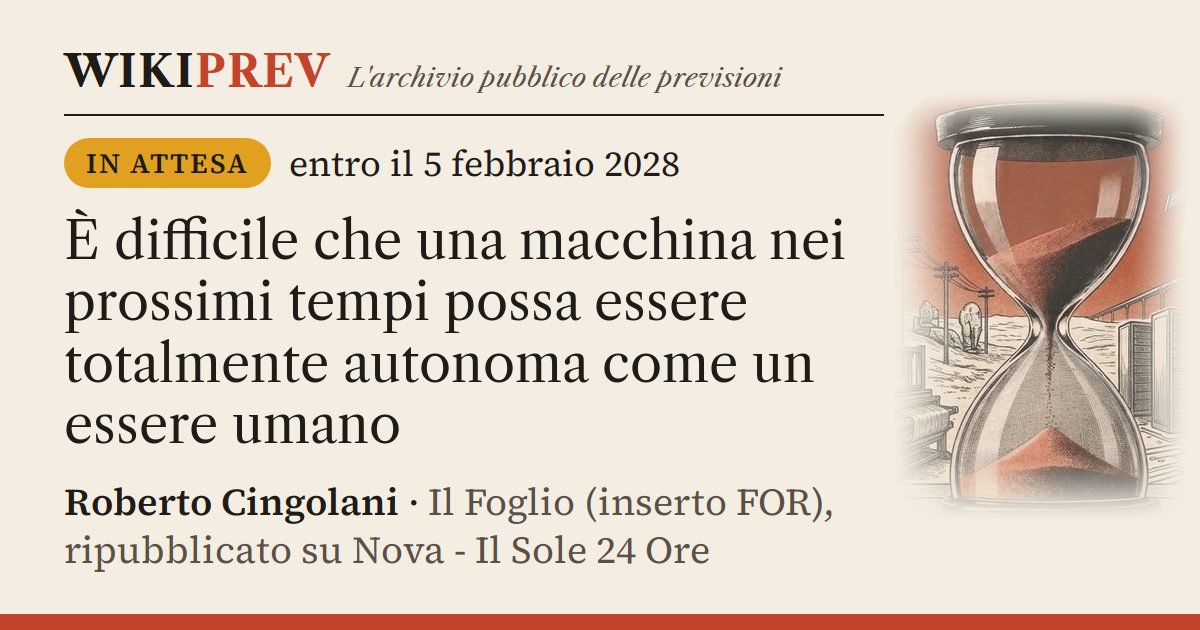 WIKIPREV L'archivio pubblico delle previsioni
IN ATTESA entro il 5 febbraio 2028
È difficile che una macchina nei
prossimi tempi possa essere
totalmente autonoma come un
essere umano
Roberto Cingolani · Il Foglio (inserto FOR),
ripubblicato su Nova - Il Sole 24 Ore